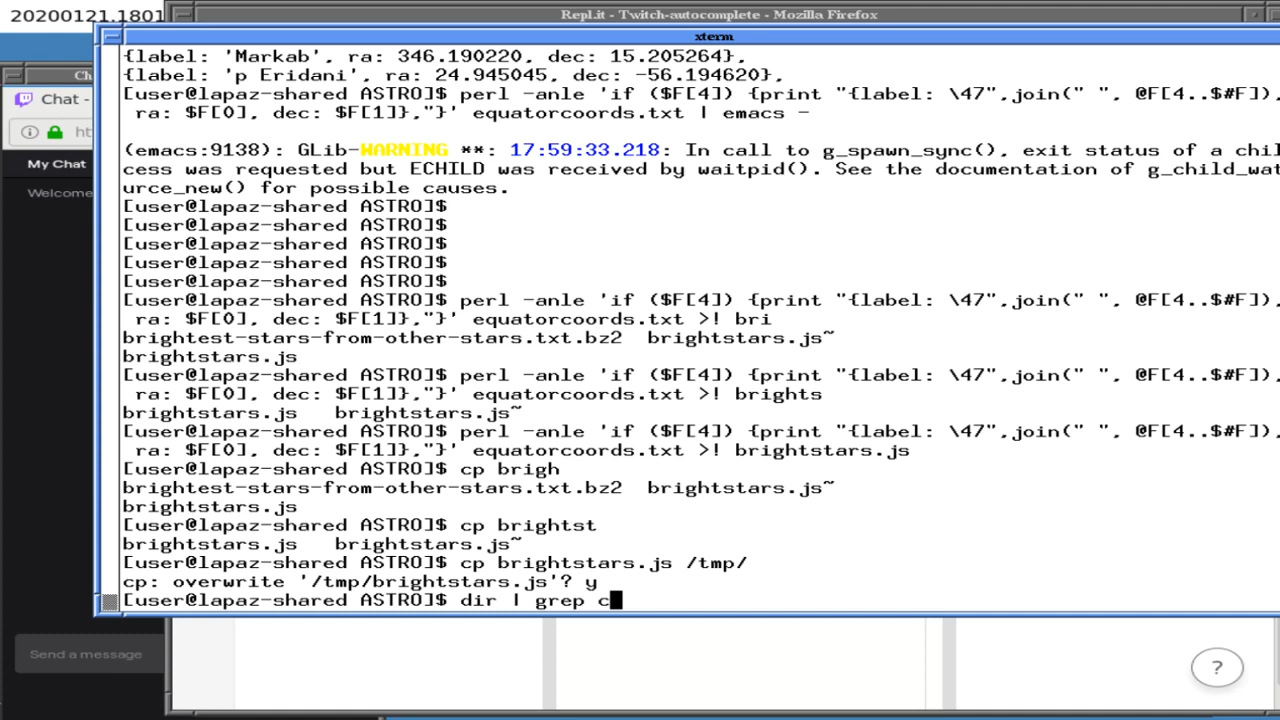 20200121.1801
Repl.it - Twitch-autocomplete - Mozilla Firefox
xterm
Ch
Chat -
htt
My Chat
Welcome
Send a message
{label: 'Markab', ra: 346.190220, dec: 15.205264},
{label: 'p Eridani', ra: 24.945045, dec: -56.194620},
[user@lapaz-shared ASTRO]$ perl -anle 'if ($F[4]) {print "{label: \47",join(" ", @F[4..$#F]),
 ra: $F[0], dec: $F[1]},"}' equatorcoords.txt | emacs -
(emacs:9138): GLib-WARNING **: 17:59:33.218: In call to g_spawn_sync(), exit status of a chil
cess was requested but ECHILD was received by waitpid(). See the documentation of g_child_wat
urce_new() for possible causes.
[user@lapaz-shared ASTRO]$
[user@lapaz-shared ASTRO]$
[user@lapaz-shared ASTRO]$
[user@lapaz-shared ASTRO]$
[user@lapaz-shared ASTRO]$
[user@lapaz-shared ASTRO]$ perl -anle 'if ($F[4]) {print "{label: \47",join(" ", @F[4..$#F]),
 ra: $F[0], dec: $F[1]},"}' equatorcoords.txt >! bri
brightest-stars-from-other-stars.txt.bz2  brightstars.js~
brightstars.js
[user@lapaz-shared ASTRO]$ perl -anle 'if ($F[4]) {print "{label: \47",join(" ", @F[4..$#F]),
 ra: $F[0], dec: $F[1]},"}' equatorcoords.txt >! brights
brightstars.js   brightstars.js~
[user@lapaz-shared ASTRO]$ perl -anle 'if ($F[4]) {print "{label: \47",join(" ", @F[4..$#F]),
 ra: $F[0], dec: $F[1]},"}' equatorcoords.txt >! brightstars.js
[user@lapaz-shared ASTRO]$ cp brigh
brightest-stars-from-other-stars.txt.bz2  brightstars.js~
brightstars.js
[user@lapaz-shared ASTRO]$ cp brightst
brightstars.js   brightstars.js~
[user@lapaz-shared ASTRO]$ cp brightstars.js /tmp/
cp: overwrite '/tmp/brightstars.js'? y
[user@lapaz-shared ASTRO]$ dir | grep c
?